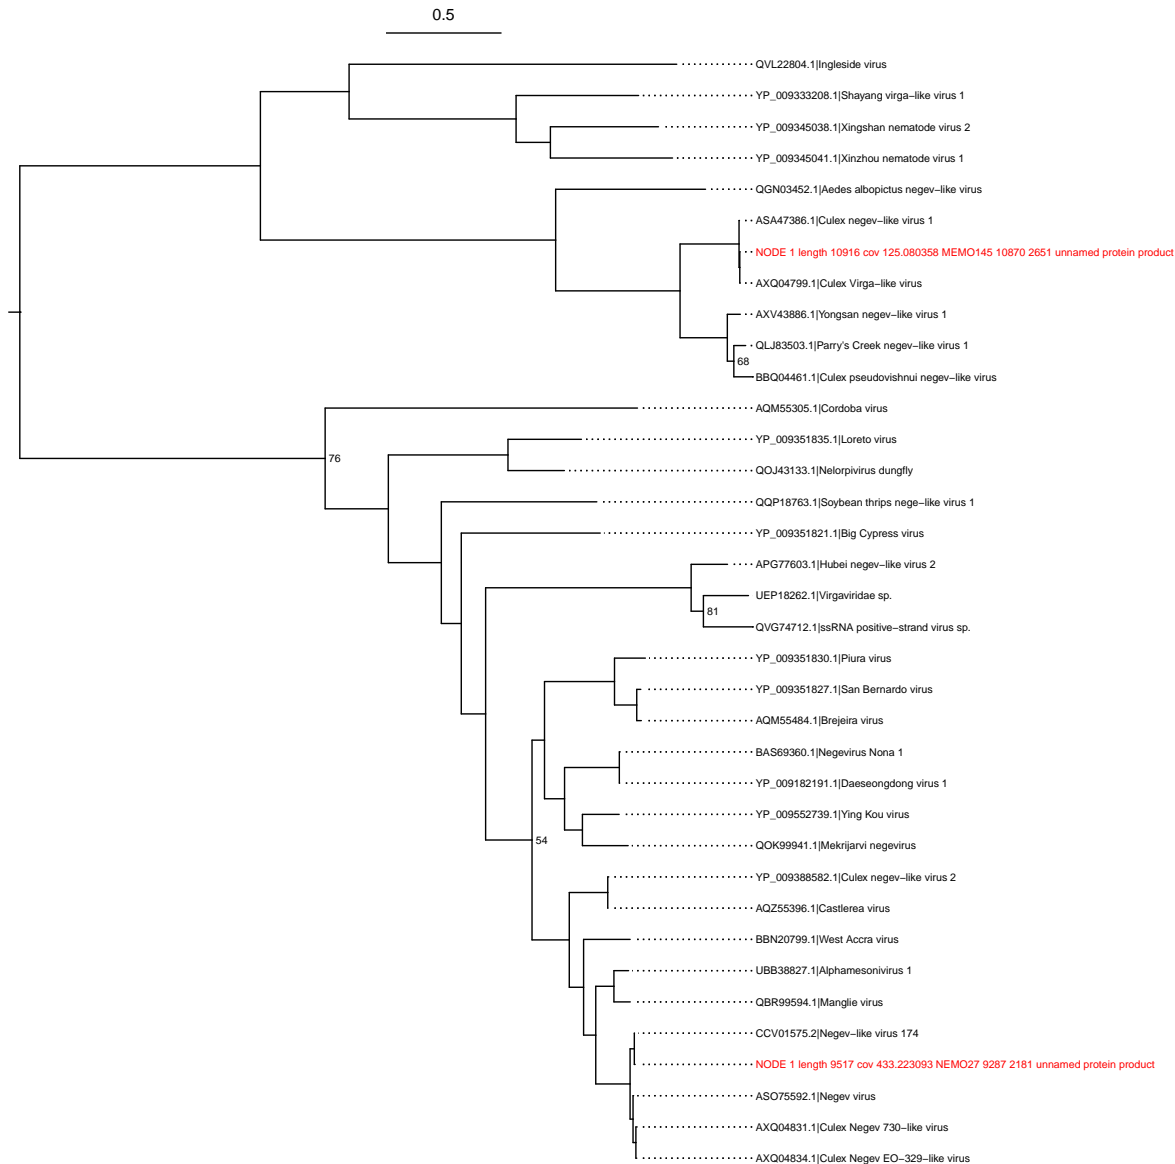 0.5
QVL22804.1|Ingleside virus
YP_009333208.1|Shayang virga−like virus 1
YP_009345038.1|Xingshan nematode virus 2
YP_009345041.1|Xinzhou nematode virus 1
QGN03452.1|Aedes albopictus negev−like virus
ASA47386.1|Culex negev−like virus 1
NODE 1 length 10916 cov 125.080358 MEMO145 10870 2651 unnamed protein product
AXQ04799.1|Culex Virga−like virus
AXV43886.1|Yongsan negev−like virus 1
QLJ83503.1|Parry's Creek negev−like virus 1
68
BBQ04461.1|Culex pseudovishnui negev−like virus
AQM55305.1|Cordoba virus
YP_009351835.1|Loreto virus
76
QOJ43133.1|Nelorpivirus dungfly
QQP18763.1|Soybean thrips nege−like virus 1
YP_009351821.1|Big Cypress virus
APG77603.1|Hubei negev−like virus 2
UEP18262.1|Virgaviridae sp.
81
QVG74712.1|ssRNA positive−strand virus sp.
YP_009351830.1|Piura virus
YP_009351827.1|San Bernardo virus
AQM55484.1|Brejeira virus
BAS69360.1|Negevirus Nona 1
YP_009182191.1|Daeseongdong virus 1
YP_009552739.1|Ying Kou virus
54
QOK99941.1|Mekrijarvi negevirus
YP_009388582.1|Culex negev−like virus 2
AQZ55396.1|Castlerea virus
BBN20799.1|West Accra virus
UBB38827.1|Alphamesonivirus 1
QBR99594.1|Manglie virus
CCV01575.2|Negev−like virus 174
NODE 1 length 9517 cov 433.223093 NEMO27 9287 2181 unnamed protein product
ASO75592.1|Negev virus
AXQ04831.1|Culex Negev 730−like virus
AXQ04834.1|Culex Negev EO−329−like virus